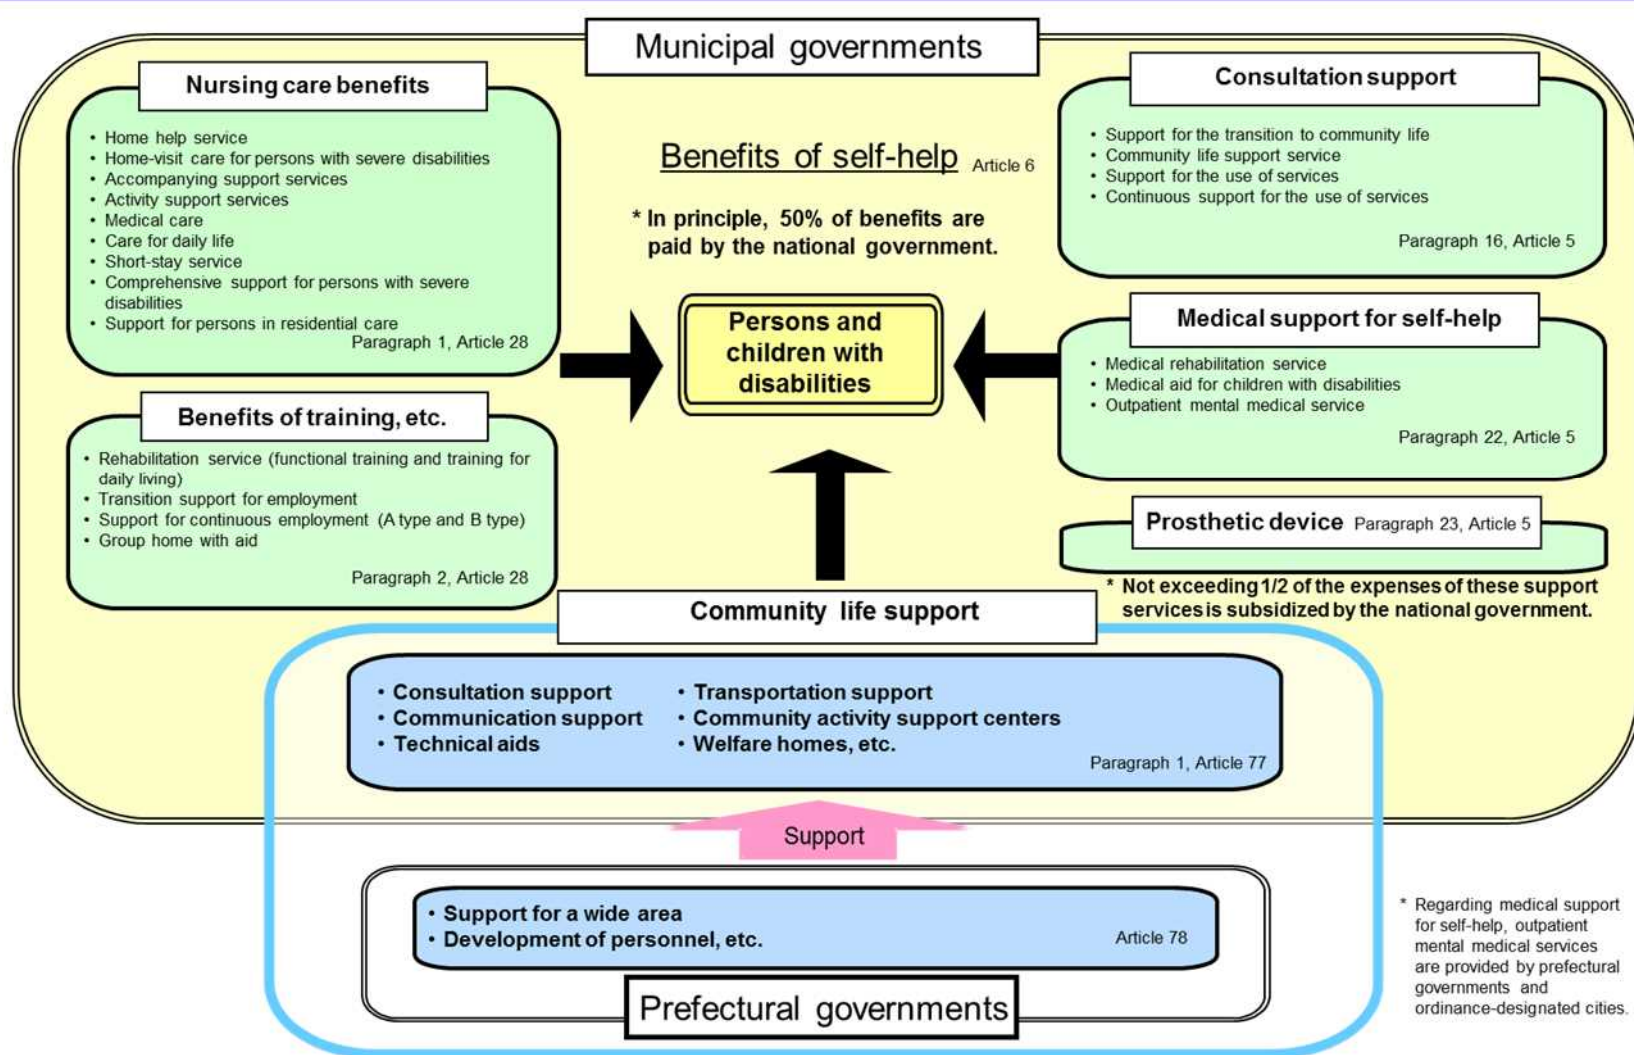 Municipal governments
Nursing care benefits
• Home help service
• Home-visit care for persons with severe disabilities
• Accompanying support services
• Activity support services
• Medical care
• Care for daily life
• Short-stay service
• Comprehensive support for persons with severe
disabilities
• Support for persons in residential care
Paragraph 1, Article 28
Benefits of training, etc.
• Rehabilitation service (functional training and training for
daily living)
• Transition support for employment
• Support for continuous employment (A type and B type)
• Group home with aid
Paragraph 2, Article 28
Benefits of self-help Article 6
* In principle, 50% of benefits are
paid by the national government.
Persons and
children with
disabilities
Consultation support
• Support for the transition to community life
• Community life support service
• Support for the use of services
• Continuous support for the use of services
Paragraph 16, Article 5
Medical support for self-help
• Medical rehabilitation service
• Medical aid for children with disabilities
• Outpatient mental medical service
Paragraph 22, Article 5
Prosthetic device Paragraph 23, Article 5
* Not exceeding 1/2 of the expenses of these support
services is subsidized by the national government.
Community life support
• Consultation support
• Communication support
• Technical aids
• Transportation support
• Community activity support centers
• Welfare homes, etc.
Paragraph 1, Article 77
Support
• Support for a wide area
• Development of personnel, etc.
Article 78
Prefectural governments
* Regarding medical support
for self-help, outpatient
mental medical services
are provided by prefectural
governments and
ordinance-designated cities.